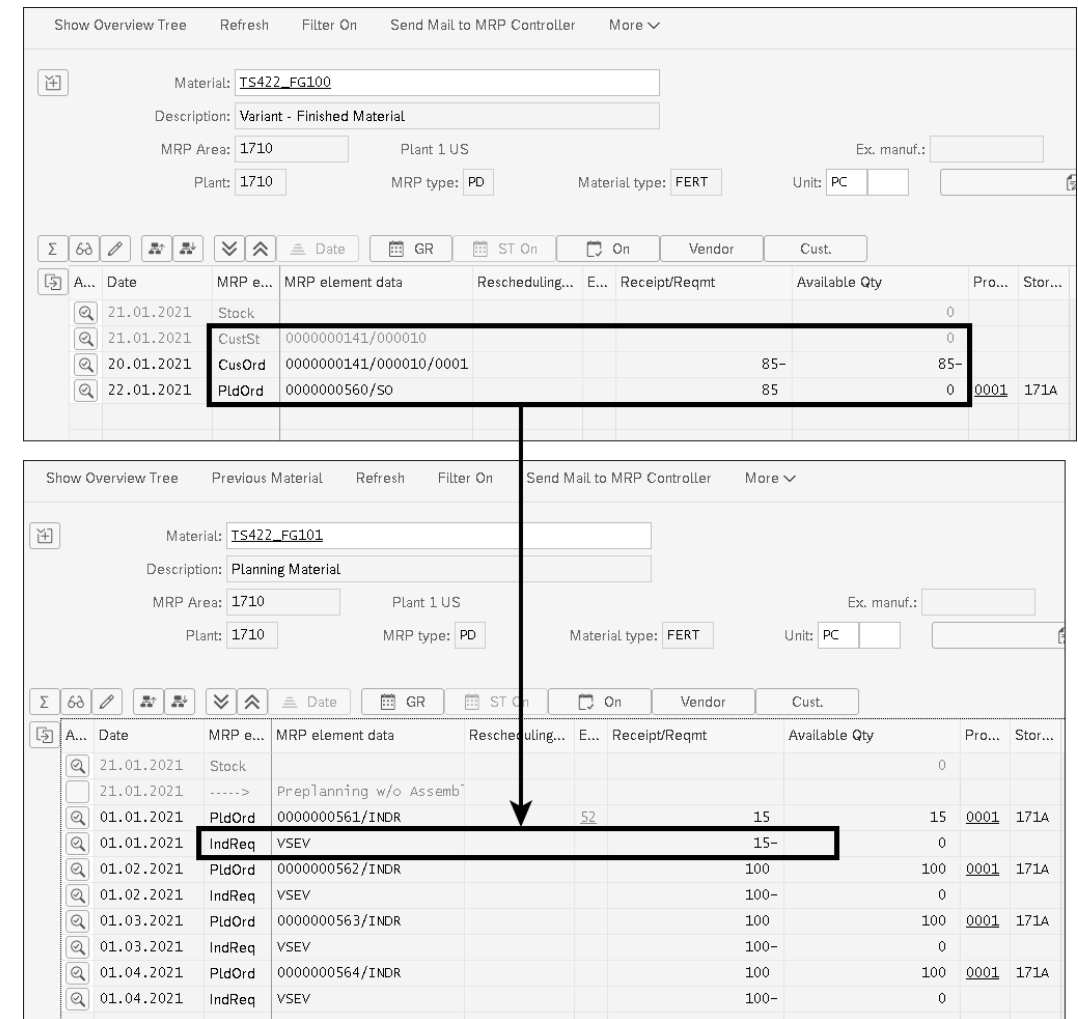 Show Overview Tree Refresh Filter On Send Mail to MRP Controller More
Material: TS422_FG100
Description: Variant - Finished Material
MRP Area: 1710 Plant 1 US Ex. manuf.:
Plant: 1710 MRP type: PD Material type: FERT Unit: PC
Σ Date GR ST On On Vendor Cust.
A... Date MRP e... MRP element data Rescheduling... E... Receipt/Reqmt Available Qty Pro... Stor...
21.01.2021 Stock 0
21.01.2021 CustSt 0000000141/000010 0
20.01.2021 CusOrd 0000000141/000010/0001 85- 85-
22.01.2021 PldOrd 0000000560/SO 85 0 0001 171A
Show Overview Tree Previous Material Refresh Filter On Send Mail to MRP Controller More
Material: TS422_FG101
Description: Planning Material
MRP Area: 1710 Plant 1 US Ex. manuf.:
Plant: 1710 MRP type: PD Material type: FERT Unit: PC
Σ Date GR ST On On Vendor Cust.
A... Date MRP e... MRP element data Rescheduling... E... Receipt/Reqmt Available Qty Pro... Stor...
21.01.2021 Stock 0
21.01.2021 -----> Preplanning w/o Assembl
01.01.2021 PldOrd 0000000561/INDR 52 15 15 0001 171A
01.01.2021 IndReq VSEV 15- 0
01.02.2021 PldOrd 0000000562/INDR 100 100 0001 171A
01.02.2021 IndReq VSEV 100- 0
01.03.2021 PldOrd 0000000563/INDR 100 100 0001 171A
01.03.2021 IndReq VSEV 100- 0
01.04.2021 PldOrd 0000000564/INDR 100 100 0001 171A
01.04.2021 IndReq VSEV 100- 0